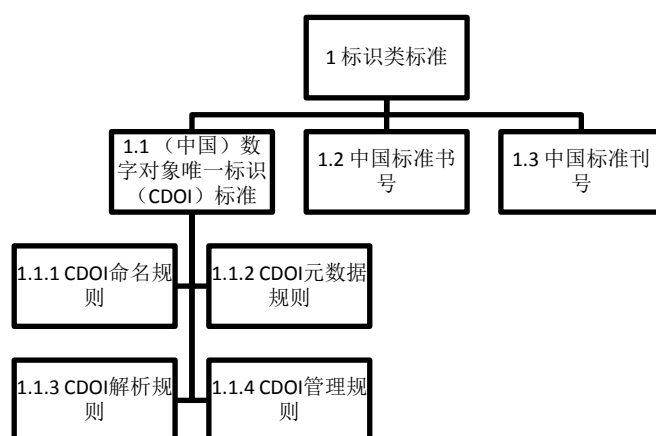 1 标识类标准
1.1 （中国）数
字对象唯一标识
（CDOI）标准
1.2 中国标准书
号
1.3 中国标准刊
号
1.1.1 CDOI命名规
则
1.1.2 CDOI元数据
规则
1.1.3 CDOI解析规
则
1.1.4 CDOI管理规
则